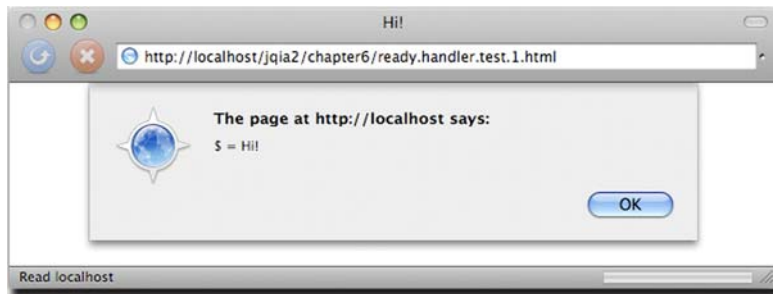 Hi!
http://localhost/jqia2/chapter6/ready.handler.test.1.html
The page at http://localhost says:
$ = Hi!
OK
Read localhost